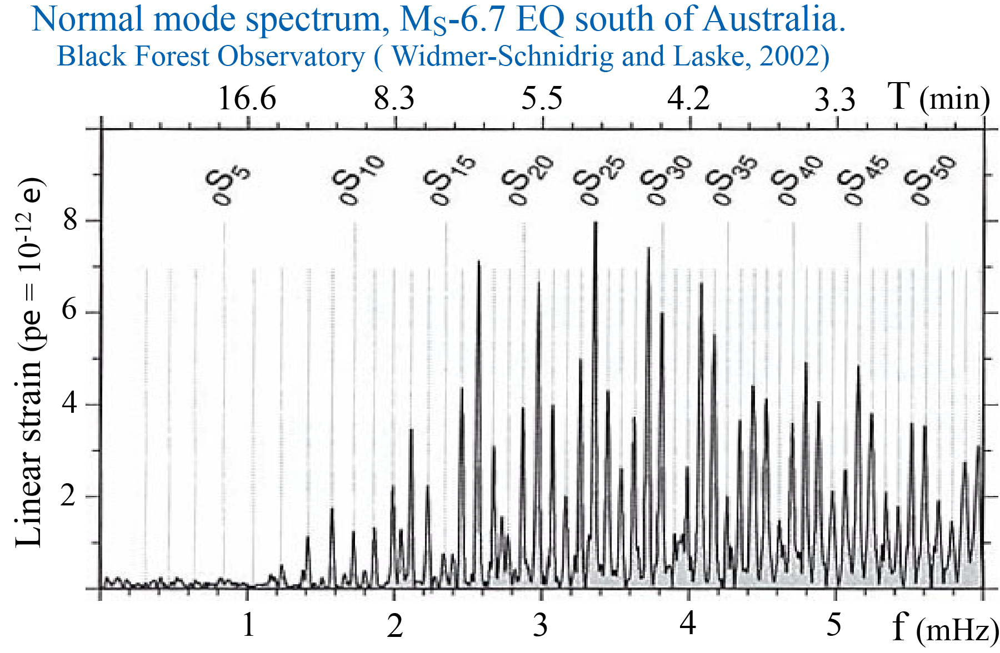 Normal mode spectrum, MS-6.7 EQ south of Australia.
Black Forest Observatory ( Widmer-Schnidrig and Laske, 2002)
16.6 8.3 5.5 4.2 3.3 T (min)
0S5 0S10 0S15 0S20 0S25 0S30 0S35 0S40 0S45 0S50
Linear strain (pe = 10-12 e)
8
6
4
2
1 2 3 4 5 f (mHz)